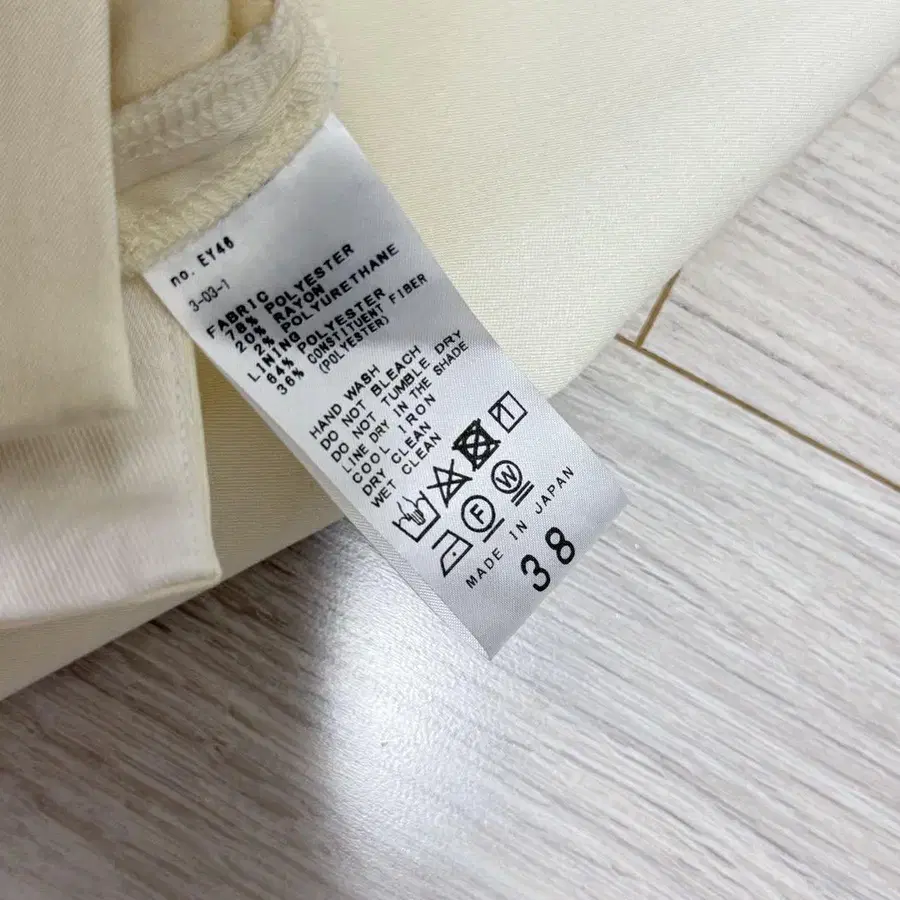 no. EY46
3-03-1
FABRIC
78% POLYESTER
20% RAYON
2% POLYURETHANE
LINING
64% POLYESTER
36% CONSTITUENT FIBER
(POLYESTER)
HAND WASH
DO NOT BLEACH
DO NOT TUMBLE DRY
LINE DRY IN THE SHADE
COOL IRON
DRY CLEAN
WET CLEAN
F W
MADE IN JAPAN
38